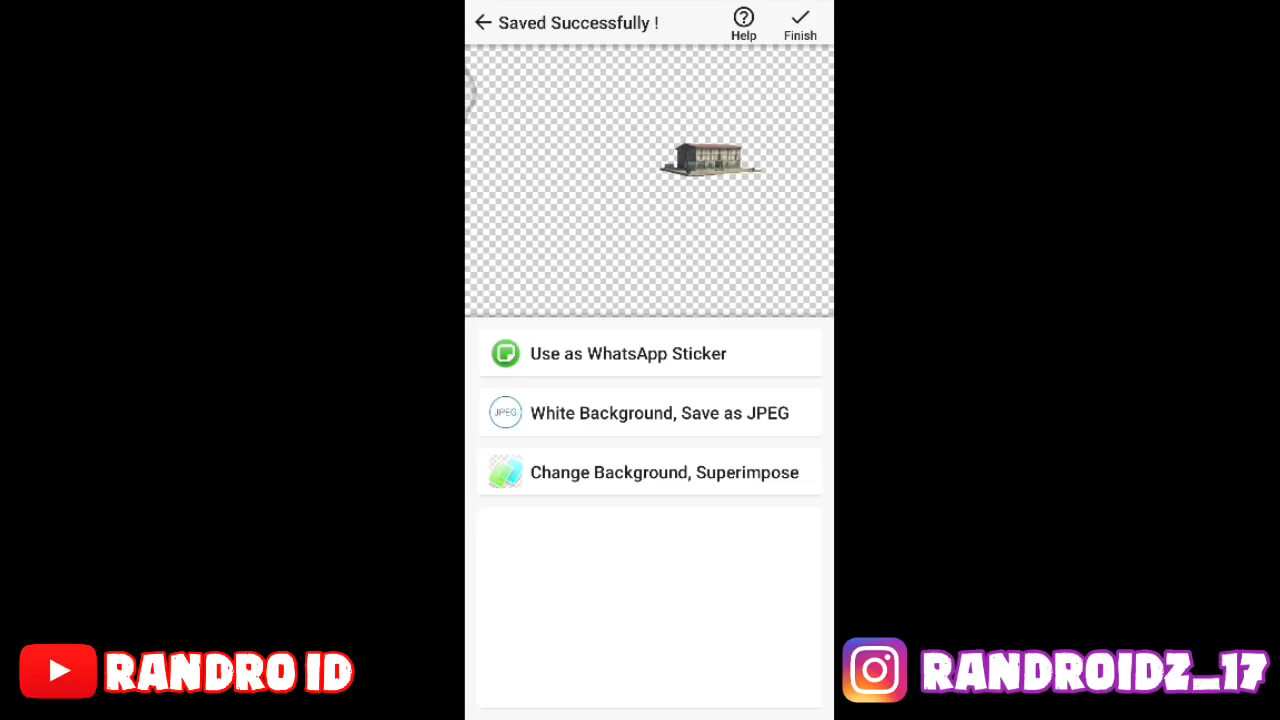 Saved Successfully !
Help
Finish
Use as WhatsApp Sticker
JPEG
White Background, Save as JPEG
Change Background, Superimpose
RANDRO ID
RANDROIDZ_17